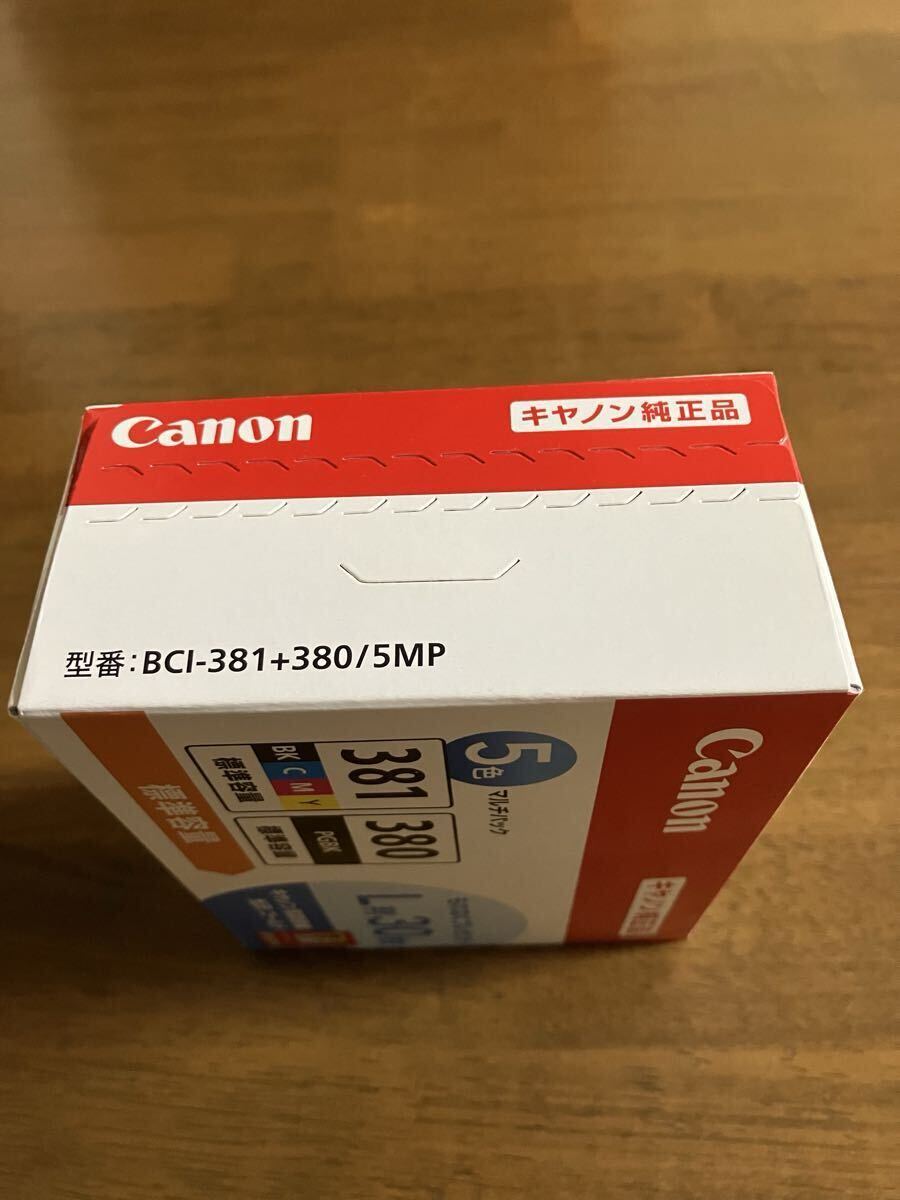 Canon
キヤノン純正品
型番:BCI-381+380/5MP
Canon
5色
マルチパック
381
BK C M Y
標準容量
380
PGBK
標準容量
標準容量